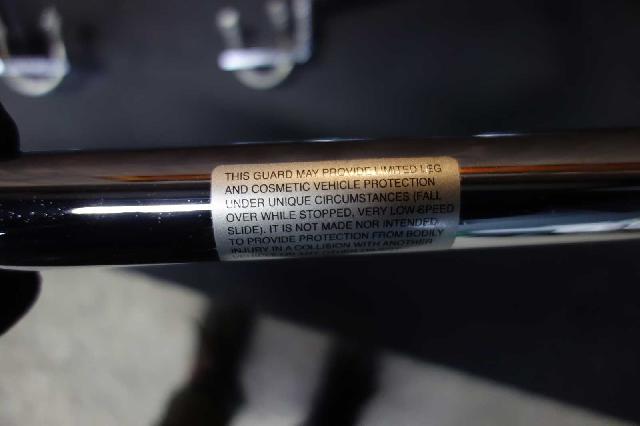 THIS GUARD MAY PROVIDE LIMITED LEG
AND COSMETIC VEHICLE PROTECTION
UNDER UNIQUE CIRCUMSTANCES (FALL
OVER WHILE STOPPED, VERY LOW-SPEED
SLIDE). IT IS NOT MADE NOR INTENDED
TO PROVIDE PROTECTION FROM BODILY
INJURY IN A COLLISION WITH ANOTHER